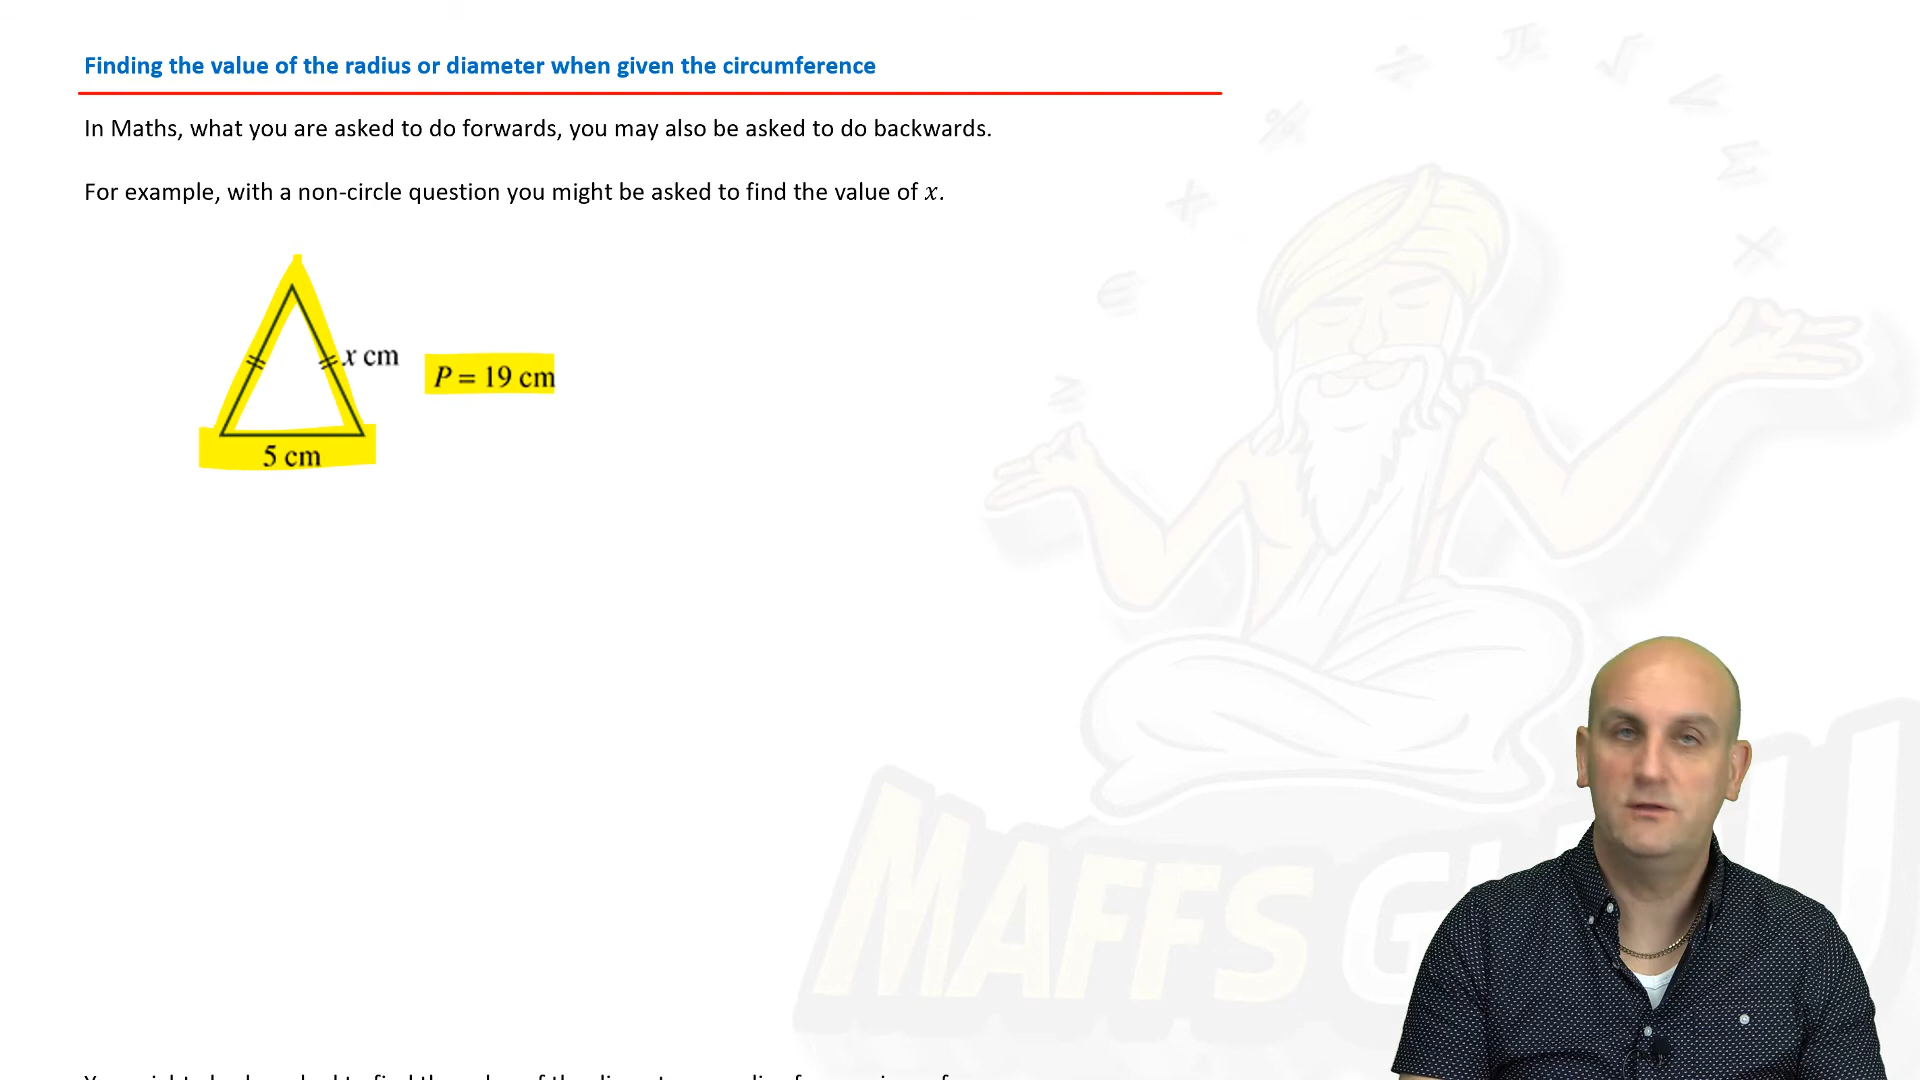 Finding the value of the radius or diameter when given the circumference
In Maths, what you are asked to do forwards, you may also be asked to do backwards.
For example, with a non-circle question you might be asked to find the value of x.
x cm
P = 19 cm
5 cm
MAFFS